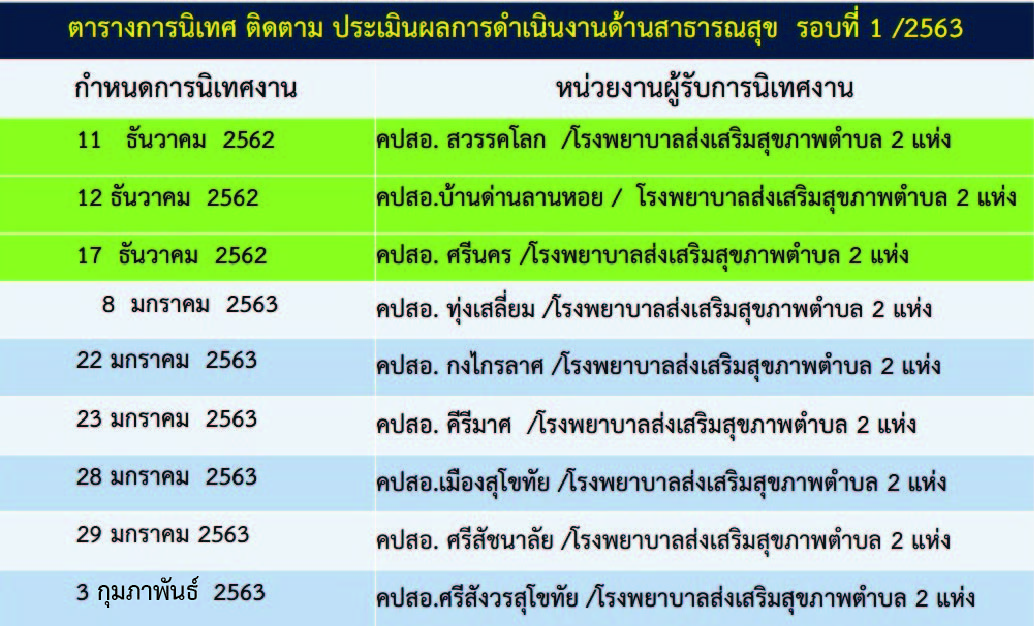 ตารางการนิเทศ ติดตาม ประเมินผลการดำเนินงานด้านสาธารณสุข รอบที่ 1 /2563
กำหนดการนิเทศงาน หน่วยงานผู้รับการนิเทศงาน
11 ธันวาคม 2562 คปสอ. สวรรคโลก /โรงพยาบาลส่งเสริมสุขภาพตำบล 2 แห่ง
12 ธันวาคม 2562 คปสอ.บ้านด่านลานหอย / โรงพยาบาลส่งเสริมสุขภาพตำบล 2 แห่ง
17 ธันวาคม 2562 คปสอ. ศรีนคร /โรงพยาบาลส่งเสริมสุขภาพตำบล 2 แห่ง
8 มกราคม 2563 คปสอ. ทุ่งเสลี่ยม /โรงพยาบาลส่งเสริมสุขภาพตำบล 2 แห่ง
22 มกราคม 2563 คปสอ. กงไกรลาศ /โรงพยาบาลส่งเสริมสุขภาพตำบล 2 แห่ง
23 มกราคม 2563 คปสอ. คีรีมาศ /โรงพยาบาลส่งเสริมสุขภาพตำบล 2 แห่ง
28 มกราคม 2563 คปสอ.เมืองสุโขทัย /โรงพยาบาลส่งเสริมสุขภาพตำบล 2 แห่ง
29 มกราคม 2563 คปสอ. ศรีสัชนาลัย /โรงพยาบาลส่งเสริมสุขภาพตำบล 2 แห่ง
3 กุมภาพันธ์ 2563 คปสอ.ศรีสังวรสุโขทัย /โรงพยาบาลส่งเสริมสุขภาพตำบล 2 แห่ง